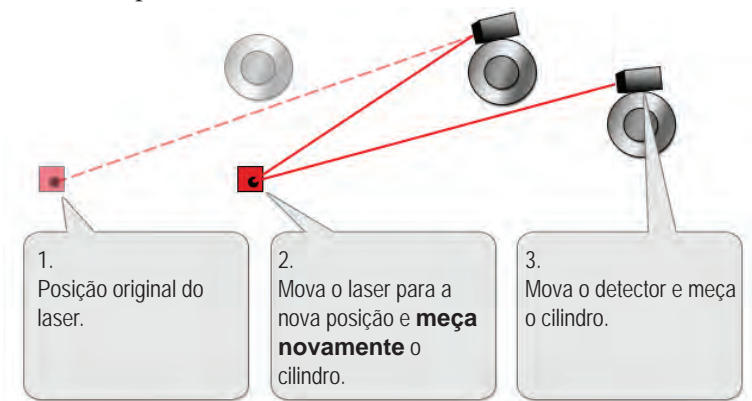 1.
Posição original do
laser.
2.
Mova o laser para a
nova posição e meça
novamente o
cilindro.
3.
Mova o detector e meça
o cilindro.